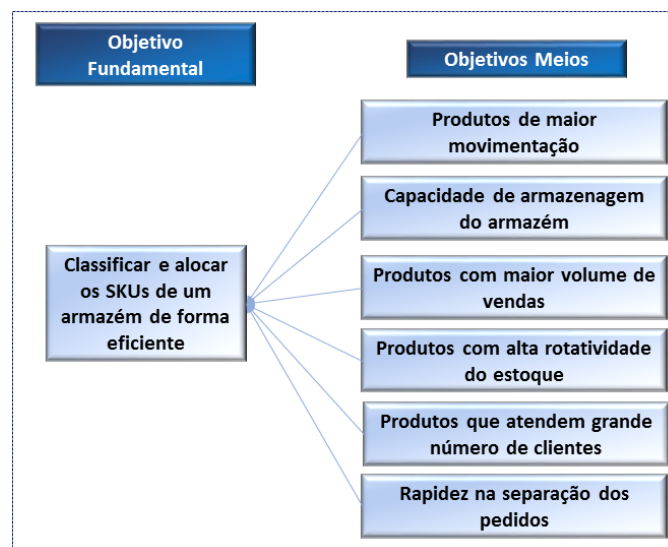 Objetivo
Fundamental
Objetivos Meios
Produtos de maior
movimentação
Capacidade de armazenagem
do armazém
Classificar e alocar
os SKUs de um
armazém de forma
eficiente
Produtos com maior volume de
vendas
Produtos com alta rotatividade
do estoque
Produtos que atendem grande
número de clientes
Rapidez na separação dos
pedidos